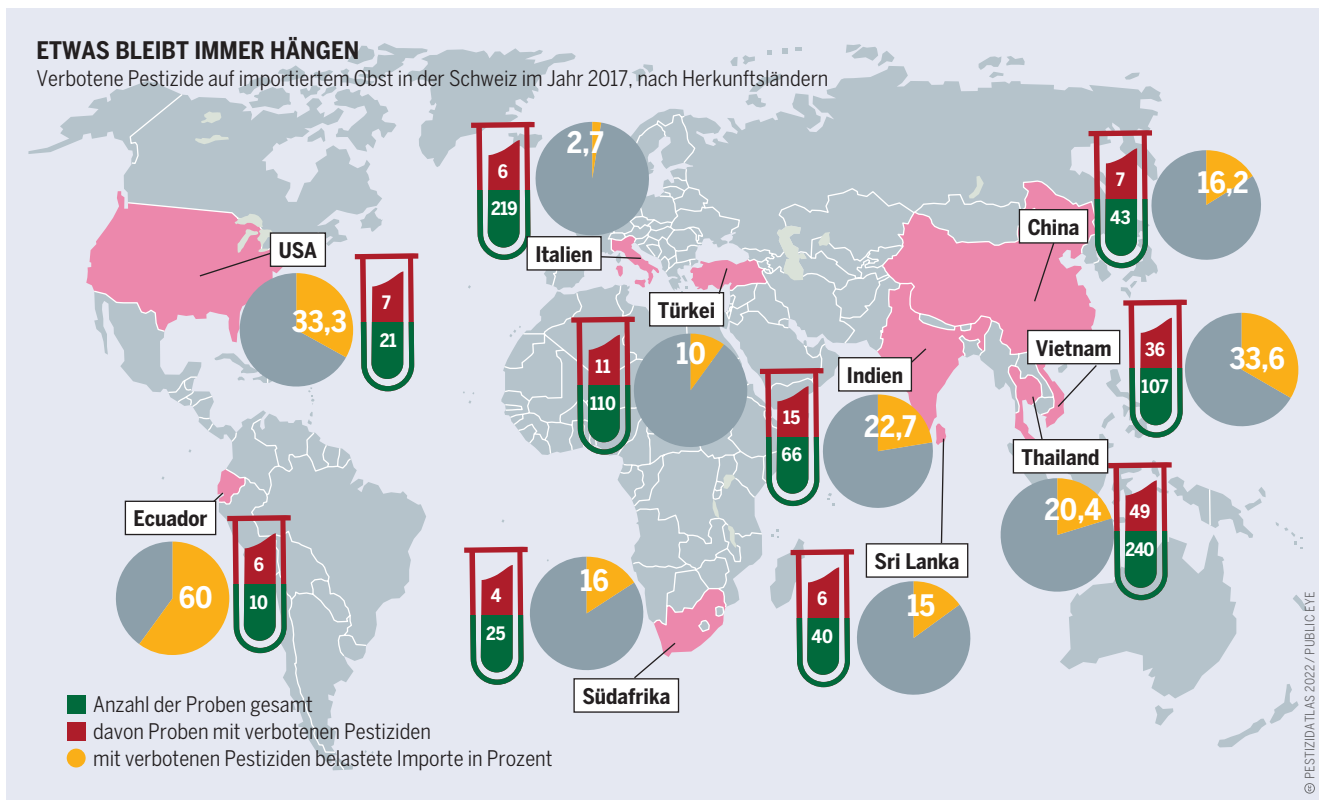 ETWAS BLEIBT IMMER HÄNGEN
Verbotene Pestizide auf importiertem Obst in der Schweiz im Jahr 2017, nach Herkunftsländern
USA
33,3
7
21
2,7
6
219
Italien
Türkei
11
110
10
China
7
43
16,2
Vietnam
36
107
33,6
Indien
15
66
22,7
Thailand
20,4
49
240
Ecuador
60
6
10
4
25
16
Südafrika
Sri Lanka
6
40
15
Anzahl der Proben gesamt
davon Proben mit verbotenen Pestiziden
mit verbotenen Pestiziden belastete Importe in Prozent
© PESTIZIDATLAS 2022 / PUBLIC EYE